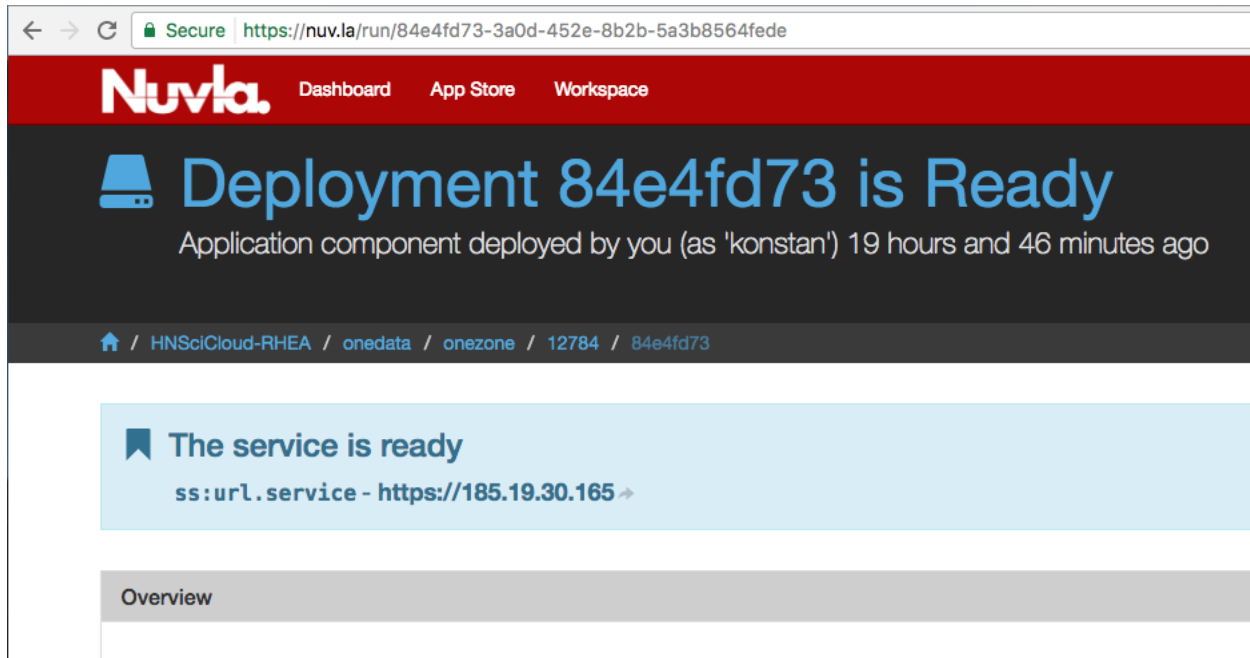 Secure https://nuv.la/run/84e4fd73-3a0d-452e-8b2b-5a3b8564fede
Nuvla. Dashboard App Store Workspace
Deployment 84e4fd73 is Ready
Application component deployed by you (as 'konstan') 19 hours and 46 minutes ago
/ HNSciCloud-RHEA / onedata / onezone / 12784 / 84e4fd73
The service is ready
ss:url.service - https://185.19.30.165
Overview